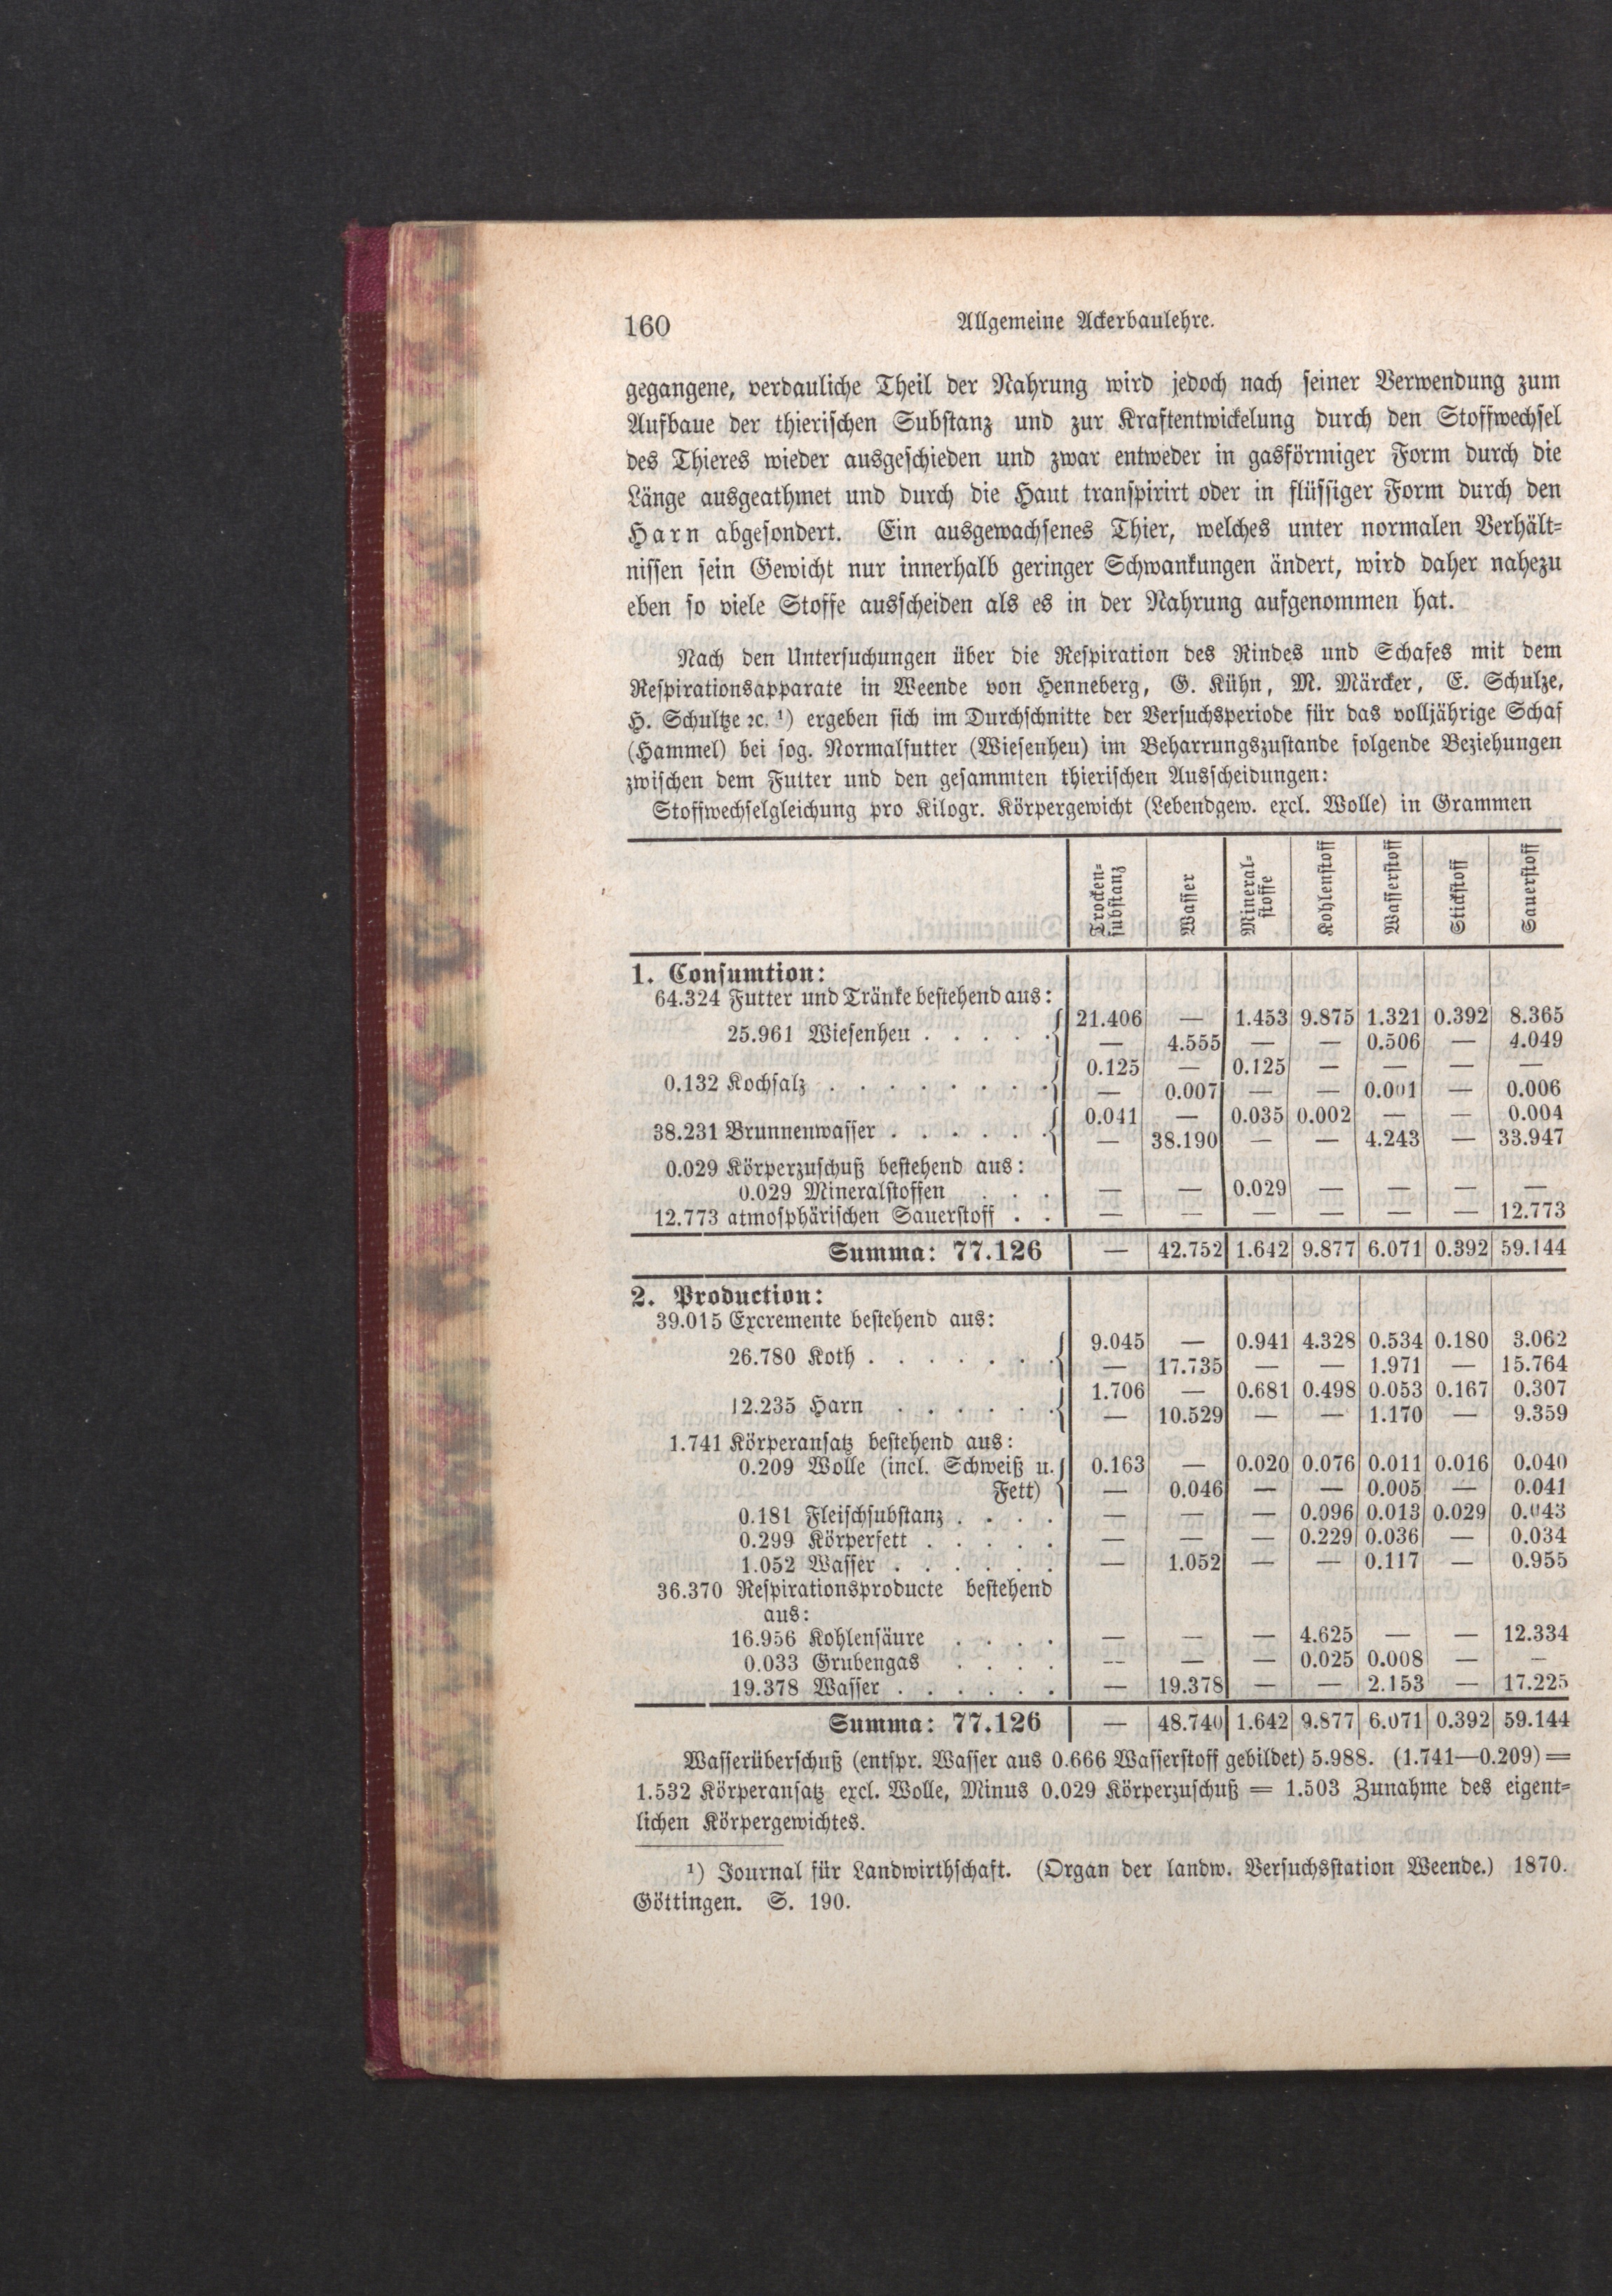 160 Allgemeine Ackerbaulehre.
gegangene, verdauliche Theil der Nahrung wird jedoch nach seiner Verwendung zum
Aufbaue der thierischen Substanz und zur Kraftentwickelung durch den Stoffwechsel
des Thieres wieder ausgeschieden und zwar entweder in gasförmiger Form durch die
Länge ausgeathmet und durch die Haut transpirirt oder in flüssiger Form durch den
Harn abgesondert. Ein ausgewachsenes Thier, welches unter normalen Verhält-
nissen sein Gewicht nur innerhalb geringer Schwankungen ändert, wird daher nahezu
eben so viele Stoffe ausscheiden als es in der Nahrung aufgenommen hat.
Nach den Untersuchungen über die Respiration des Rindes und Schafes mit dem
Respirationsapparate in Weende von Henneberg, G. Kühn, M. Märcker, E. Schulze,
H. Schultze ꝛc. ¹) ergeben sich im Durchschnitte der Versuchsperiode für das volljährige Schaf
(Hammel) bei sog. Normalfutter (Wiesenheu) im Beharrungszustande folgende Beziehungen
zwischen dem Futter und den gesammten thierischen Ausscheidungen:
Stoffwechselgleichung pro Kilogr. Körpergewicht (Lebendgew. excl. Wolle) in Grammen
Trocken-
substanz
Wasser
Mineral-
stoffe
Kohlenstoff
Wasserstoff
Stickstoff
Sauerstoff
1. Consumtion:
64.324 Futter und Tränke bestehend aus:
25.961 Wiesenheu . . . . . { 21.406 — 1.453 9.875 1.321 0.392 8.365
— 4.555 — — 0.506 — 4.049
0.132 Kochsalz . . . . . . . . } 0.125 — 0.125 — — — —
— 0.007 — — 0.001 — 0.006
38.231 Brunnenwasser . . . . . . { 0.041 — 0.035 0.002 — — 0.004
— 38.190 — — 4.243 — 33.947
0.029 Körperzuschuß bestehend aus:
0.029 Mineralstoffen . . . — — 0.029 — — — —
12.773 atmosphärischen Sauerstoff . . — — — — — — 12.773
Summa: 77.126 — 42.752 1.642 9.877 6.071 0.392 59.144
2. Production:
39.015 Excremente bestehend aus:
26.780 Koth . . . . . . . { 9.045 — 0.941 4.328 0.534 0.180 3.062
— 17.735 — — 1.971 — 15.764
12.235 Harn . . . . . . { 1.706 — 0.681 0.498 0.053 0.167 0.307
— 10.529 — — 1.170 — 9.359
1.741 Körperansatz bestehend aus:
0.209 Wolle (incl. Schweiß u. { 0.163 — 0.020 0.076 0.011 0.016 0.040
Fett) — 0.046 — — 0.005 — 0.041
0.181 Fleischsubstanz . . . . — — — 0.096 0.013 0.029 0.043
0.299 Körperfett . . . . . — — — 0.229 0.036 — 0.034
1.052 Wasser . . . . . . — 1.052 — — 0.117 — 0.955
36.370 Respirationsproducte bestehend
aus:
16.956 Kohlensäure . . . . — — — 4.625 — — 12.334
0.033 Grubengas . . . . — — — 0.025 0.008 — —
19.378 Wasser . . . . . . — 19.378 — — 2.153 — 17.225
Summa: 77.126 — 48.740 1.642 9.877 6.071 0.392 59.144
Wasserüberschuß (entspr. Wasser aus 0.666 Wasserstoff gebildet) 5.988. (1.741—0.209) =
1.532 Körperansatz excl. Wolle, Minus 0.029 Körperzuschuß = 1.503 Zunahme des eigent-
lichen Körpergewichtes.
¹) Journal für Landwirthschaft. (Organ der landw. Versuchsstation Weende.) 1870.
Göttingen. S. 190.